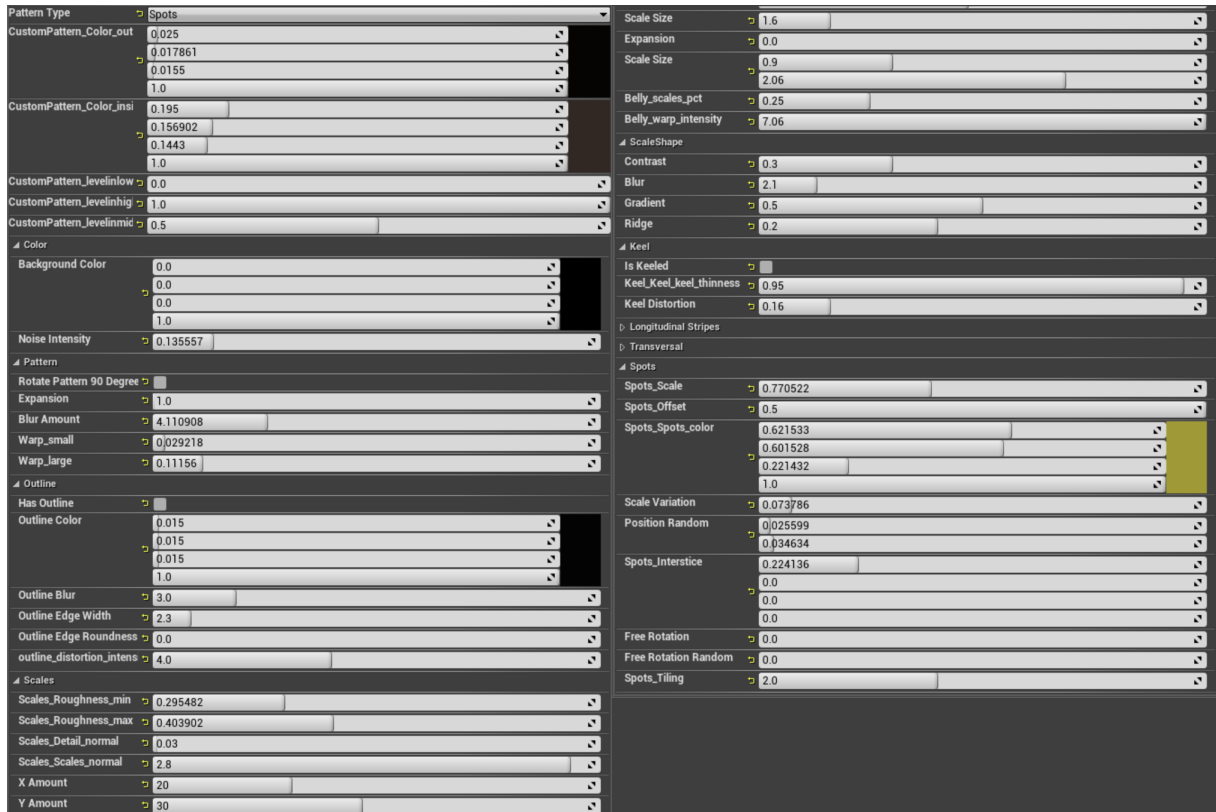 Pattern Type Spots
CustomPattern_Color_out 0.025
0.017861
0.0155
1.0
CustomPattern_Color_insi 0.195
0.156902
0.1443
1.0
CustomPattern_levelinlow 0.0
CustomPattern_levelinhig 1.0
CustomPattern_levelinmid 0.5
Color
Background Color 0.0
0.0
0.0
1.0
Noise Intensity 0.135557
Pattern
Rotate Pattern 90 Degree
Expansion 1.0
Blur Amount 4.110908
Warp_small 0.029218
Warp_large 0.11156
Outline
Has Outline
Outline Color 0.015
0.015
0.015
1.0
Outline Blur 3.0
Outline Edge Width 2.3
Outline Edge Roundness 0.0
outline_distortion_intens 4.0
Scales
Scales_Roughness_min 0.295482
Scales_Roughness_max 0.403902
Scales_Detail_normal 0.03
Scales_Scales_normal 2.8
X Amount 20
Y Amount 30
Scale Size 1.6
Expansion 0.0
Scale Size 0.9
2.06
Belly_scales_pct 0.25
Belly_warp_intensity 7.06
ScaleShape
Contrast 0.3
Blur 2.1
Gradient 0.5
Ridge 0.2
Keel
Is Keeled
Keel_Keel_keel_thinness 0.95
Keel Distortion 0.16
Longitudinal Stripes
Transversal
Spots
Spots_Scale 0.770522
Spots_Offset 0.5
Spots_Spots_color 0.621533
0.601528
0.221432
1.0
Scale Variation 0.073786
Position Random 0.025599
0.034634
Spots_Interstice 0.224136
0.0
0.0
0.0
Free Rotation 0.0
Free Rotation Random 0.0
Spots_Tiling 2.0